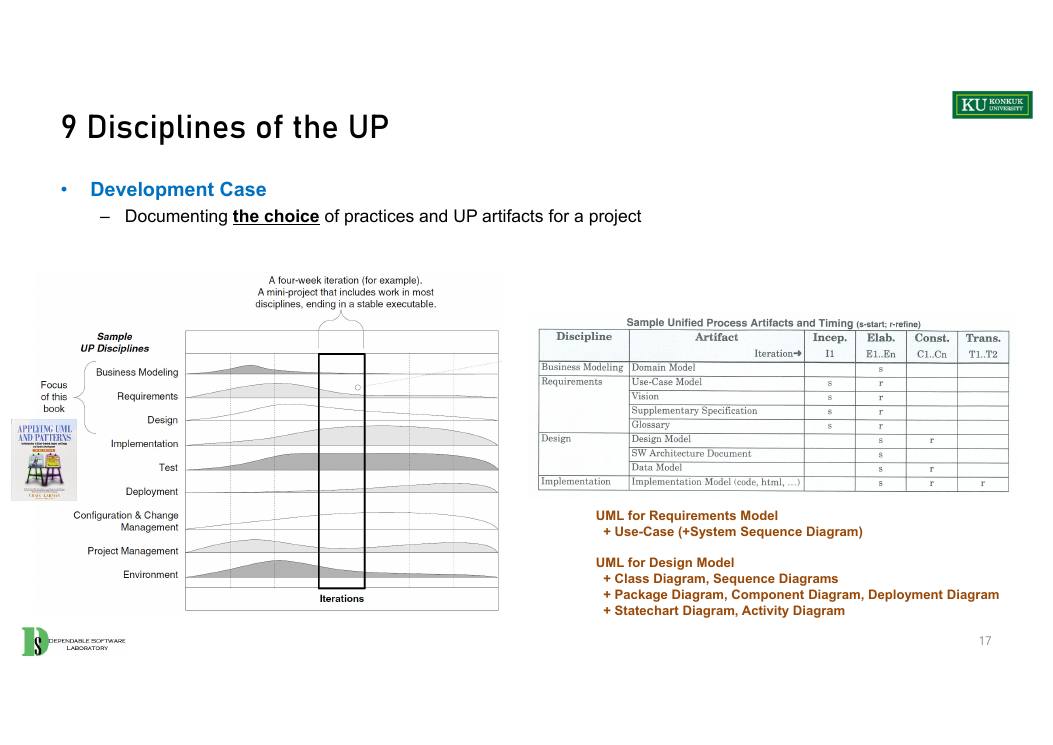 9 Disciplines of the UP
KU KONKUK
UNIVERSITY
• Development Case
– Documenting the choice of practices and UP artifacts for a project
A four-week iteration (for example).
A mini-project that includes work in most
disciplines, ending in a stable executable.
Sample
UP Disciplines
Focus
of this
book
APPLYING UML
AND PATTERNS
CRAIG LARMAN
Business Modeling
Requirements
Design
Implementation
Test
Deployment
Configuration & Change
Management
Project Management
Environment
Iterations
Sample Unified Process Artifacts and Timing (s-start; r-refine)
Discipline Artifact Incep. Elab. Const. Trans.
Iteration→ I1 E1..En C1..Cn T1..T2
Business Modeling Domain Model s
Requirements Use-Case Model s r
Vision s r
Supplementary Specification s r
Glossary s r
Design Design Model s r
SW Architecture Document s
Data Model s r
Implementation Implementation Model (code, html, …) s r r
UML for Requirements Model
+ Use-Case (+System Sequence Diagram)
UML for Design Model
+ Class Diagram, Sequence Diagrams
+ Package Diagram, Component Diagram, Deployment Diagram
+ Statechart Diagram, Activity Diagram
DS DEPENDABLE SOFTWARE
LABORATORY
17